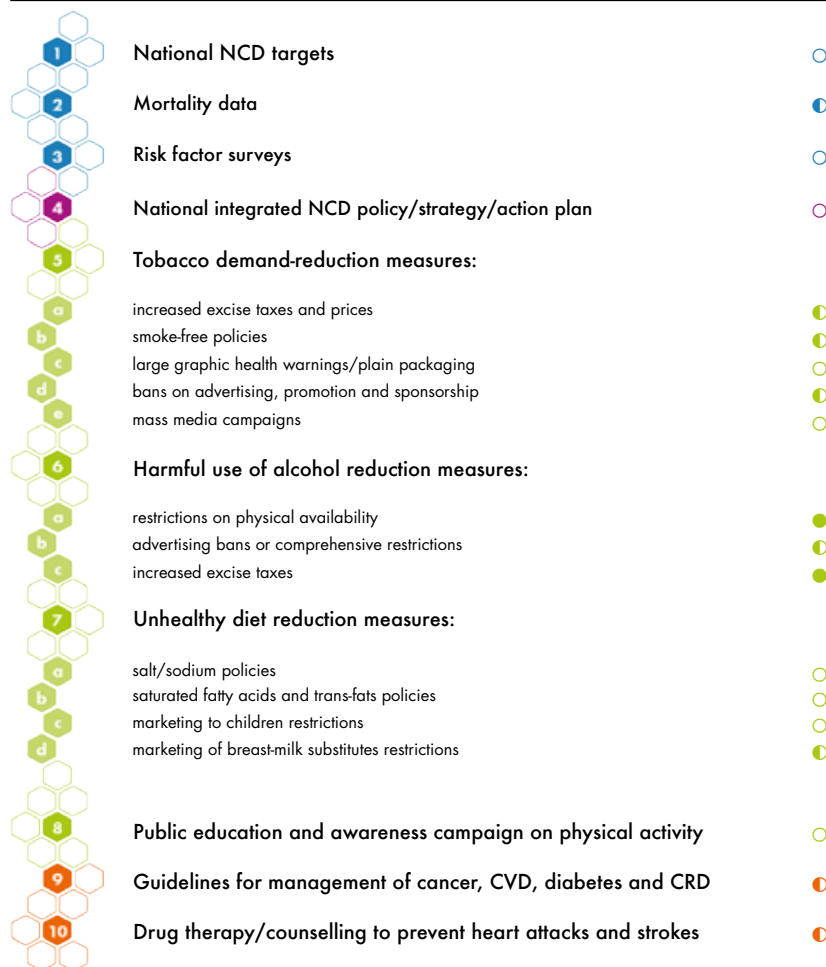 1 National NCD targets ○
2 Mortality data ◐
3 Risk factor surveys ○
4 National integrated NCD policy/strategy/action plan ○
5 Tobacco demand-reduction measures:
a increased excise taxes and prices ◐
b smoke-free policies ◐
c large graphic health warnings/plain packaging ○
d bans on advertising, promotion and sponsorship ◐
e mass media campaigns ○
6 Harmful use of alcohol reduction measures:
a restrictions on physical availability ●
b advertising bans or comprehensive restrictions ◐
c increased excise taxes ●
7 Unhealthy diet reduction measures:
a salt/sodium policies ○
b saturated fatty acids and trans-fats policies ○
c marketing to children restrictions ○
d marketing of breast-milk substitutes restrictions ◐
8 Public education and awareness campaign on physical activity ○
9 Guidelines for management of cancer, CVD, diabetes and CRD ◐
10 Drug therapy/counselling to prevent heart attacks and strokes ◐